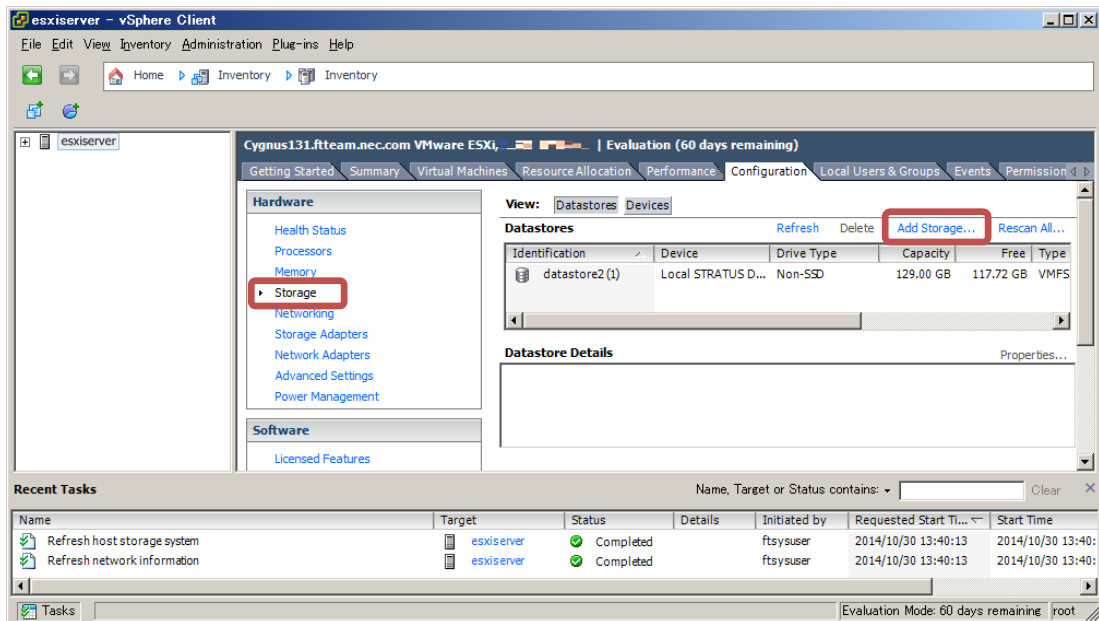 esxiserver - vSphere Client
File Edit View Inventory Administration Plug-ins Help
Home Inventory Inventory
esxiserver
Cygnus131.ftteam.nec.com VMware ESXi, | Evaluation (60 days remaining)
Getting Started Summary Virtual Machines Resource Allocation Performance Configuration Local Users & Groups Events Permission
Hardware
Health Status
Processors
Memory
Storage
Networking
Storage Adapters
Network Adapters
Advanced Settings
Power Management
Software
Licensed Features
View: Datastores Devices
Datastores Refresh Delete Add Storage... Rescan All...
Identification Device Drive Type Capacity Free Type
datastore2 (1) Local STRATUS D... Non-SSD 129.00 GB 117.72 GB VMFS
Datastore Details Properties...
Recent Tasks Name, Target or Status contains: Clear
Name Target Status Details Initiated by Requested Start Ti... Start Time
Refresh host storage system esxiserver Completed ftsysuser 2014/10/30 13:40:13 2014/10/30 13:40:
Refresh network information esxiserver Completed ftsysuser 2014/10/30 13:40:13 2014/10/30 13:40:
Tasks Evaluation Mode: 60 days remaining root